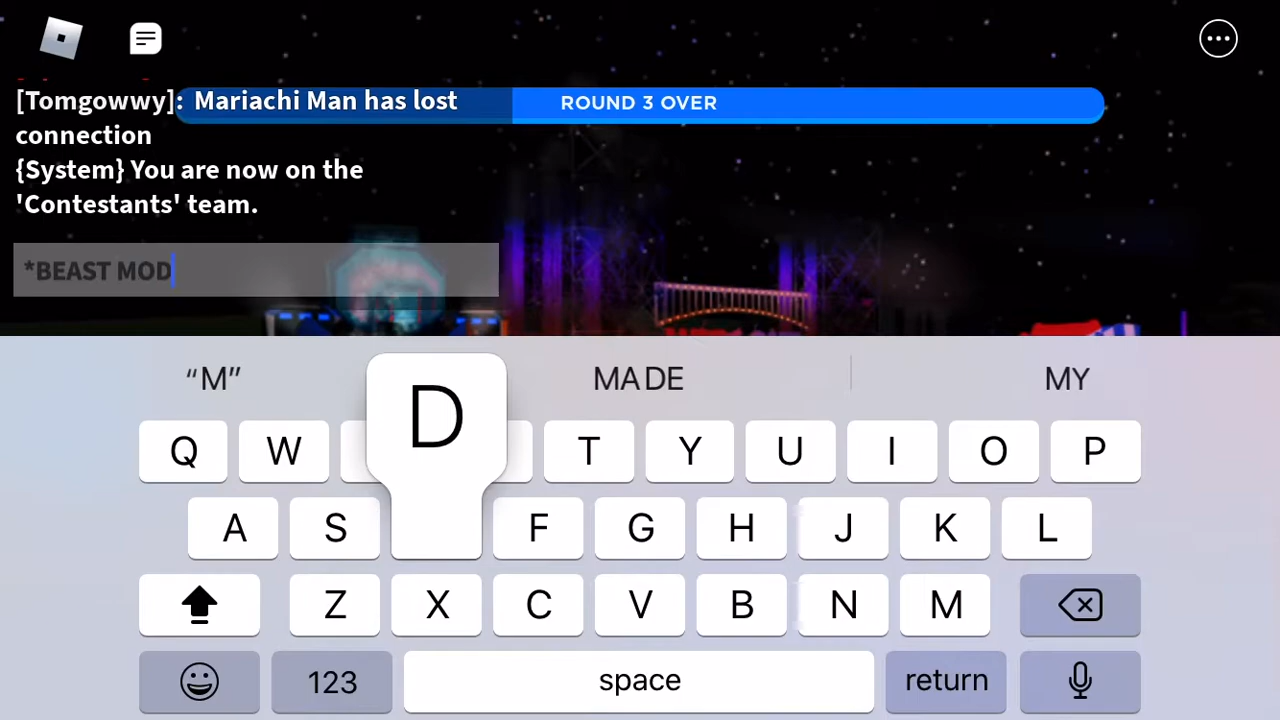 [Tomgowwy]: Mariachi Man has lost
connection
{System} You are now on the
'Contestants' team.
ROUND 3 OVER
*BEAST MOD
“M” MADE MY
D
Q W T Y U I O P
A S F G H J K L
Z X C V B N M
123 space return